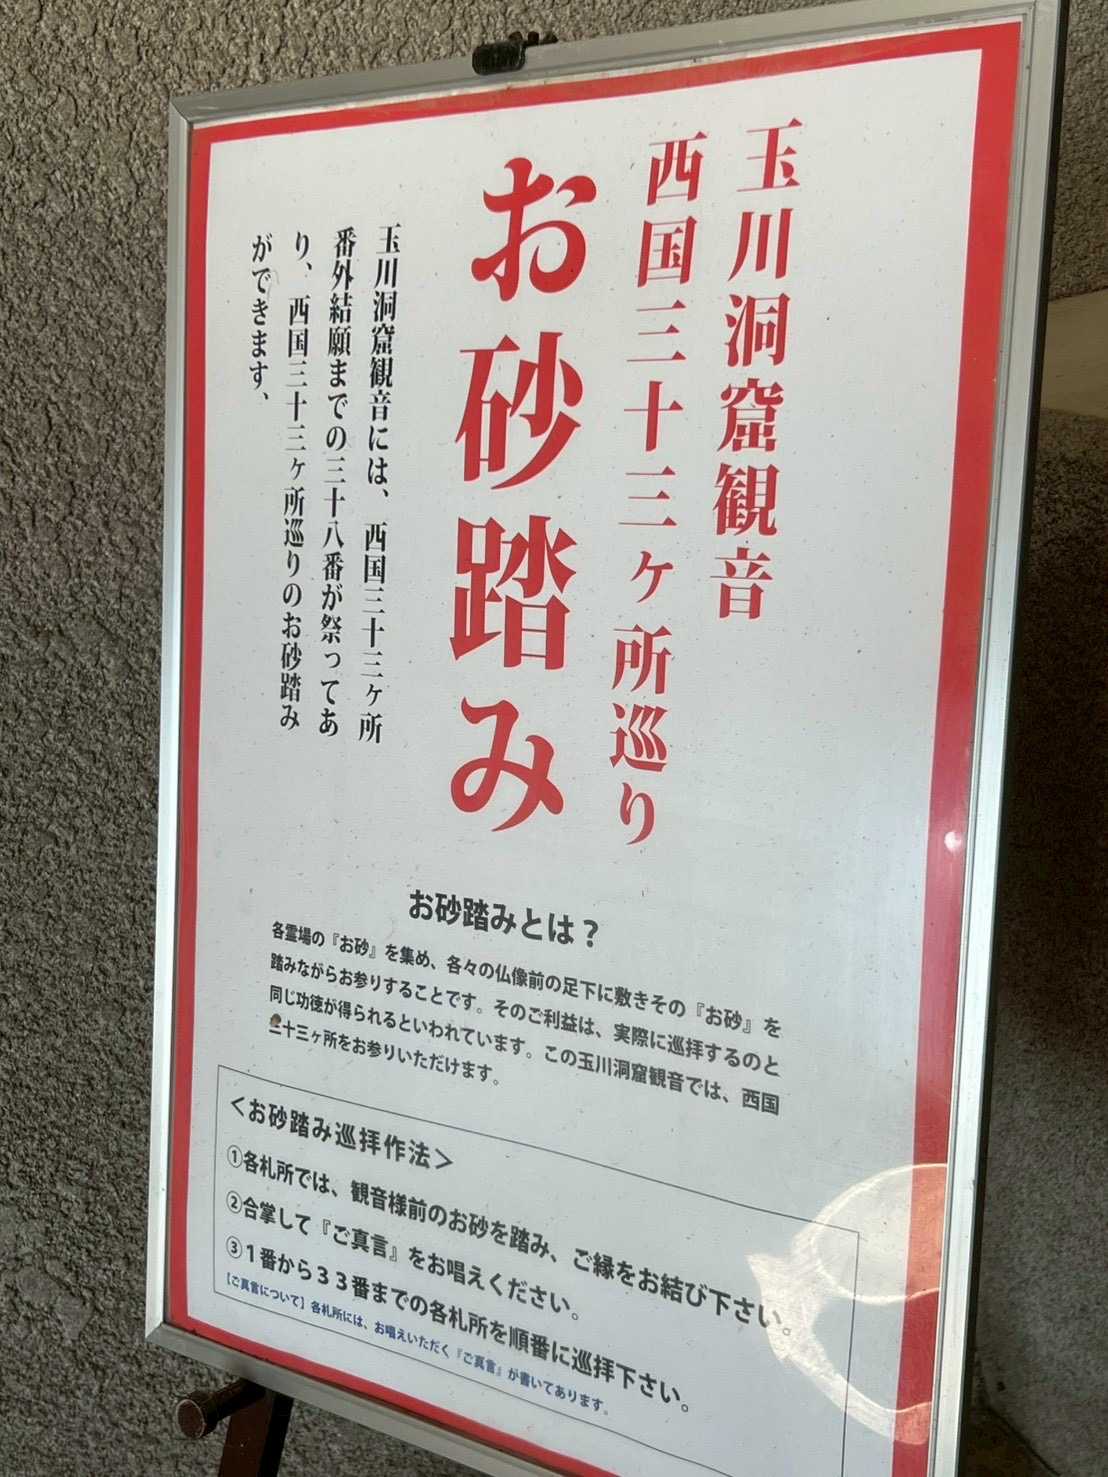 玉川洞窟観音
西国三十三ヶ所巡り
お砂踏み
玉川洞窟観音には、西国三十三ヶ所
番外結願までの三十八番が祭ってあ
り、西国三十三ヶ所巡りのお砂踏み
ができます、
お砂踏みとは？
各霊場の『お砂』を集め、各々の仏像前の足下に敷きその『お砂』を
踏みながらお参りすることです。そのご利益は、実際に巡拝するのと
同じ功徳が得られるといわれています。この玉川洞窟観音では、西国
三十三ヶ所をお参りいただけます。
＜お砂踏み巡拝作法＞
①各札所では、観音様前のお砂を踏み、ご縁をお結び下さい。
②合掌して『ご真言』をお唱えください。
③１番から３３番までの各札所を順番に巡拝下さい。
【ご真言について】各札所には、お唱えいただく『ご真言』が書いてあります。